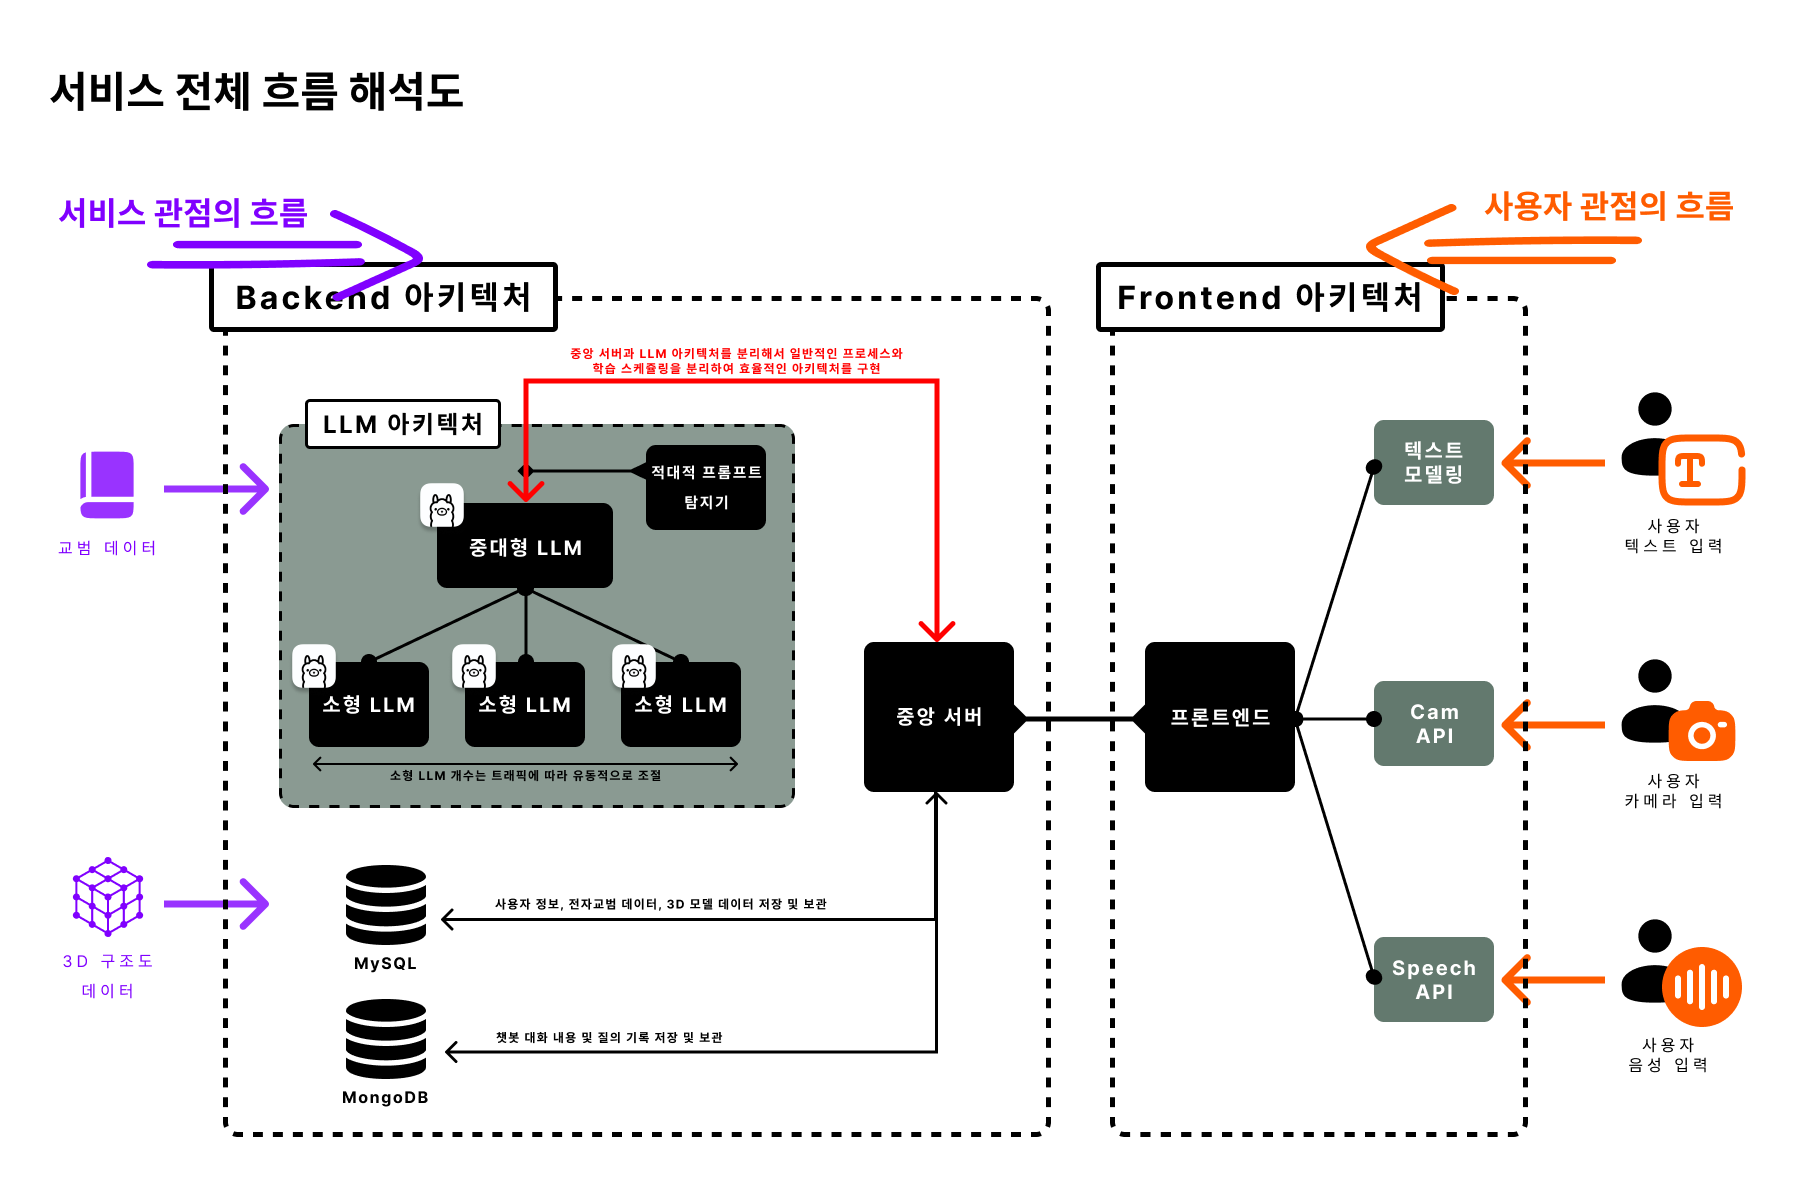 서비스 전체 흐름 해석도
서비스 관점의 흐름
사용자 관점의 흐름
Backend 아키텍처
Frontend 아키텍처
중앙 서버과 LLM 아키텍처를 분리해서 일반적인 프로세스와
학습 스케쥴링을 분리하여 효율적인 아키텍처를 구현
LLM 아키텍처
적대적 프롬프트
탐지기
중대형 LLM
소형 LLM
소형 LLM
소형 LLM
소형 LLM 개수는 트래픽에 따라 유동적으로 조절
교범 데이터
3D 구조도
데이터
중앙 서버
프론트엔드
텍스트
모델링
Cam
API
Speech
API
사용자
텍스트 입력
사용자
카메라 입력
사용자
음성 입력
사용자 정보, 전자교범 데이터, 3D 모델 데이터 저장 및 보관
MySQL
챗봇 대화 내용 및 질의 기록 저장 및 보관
MongoDB